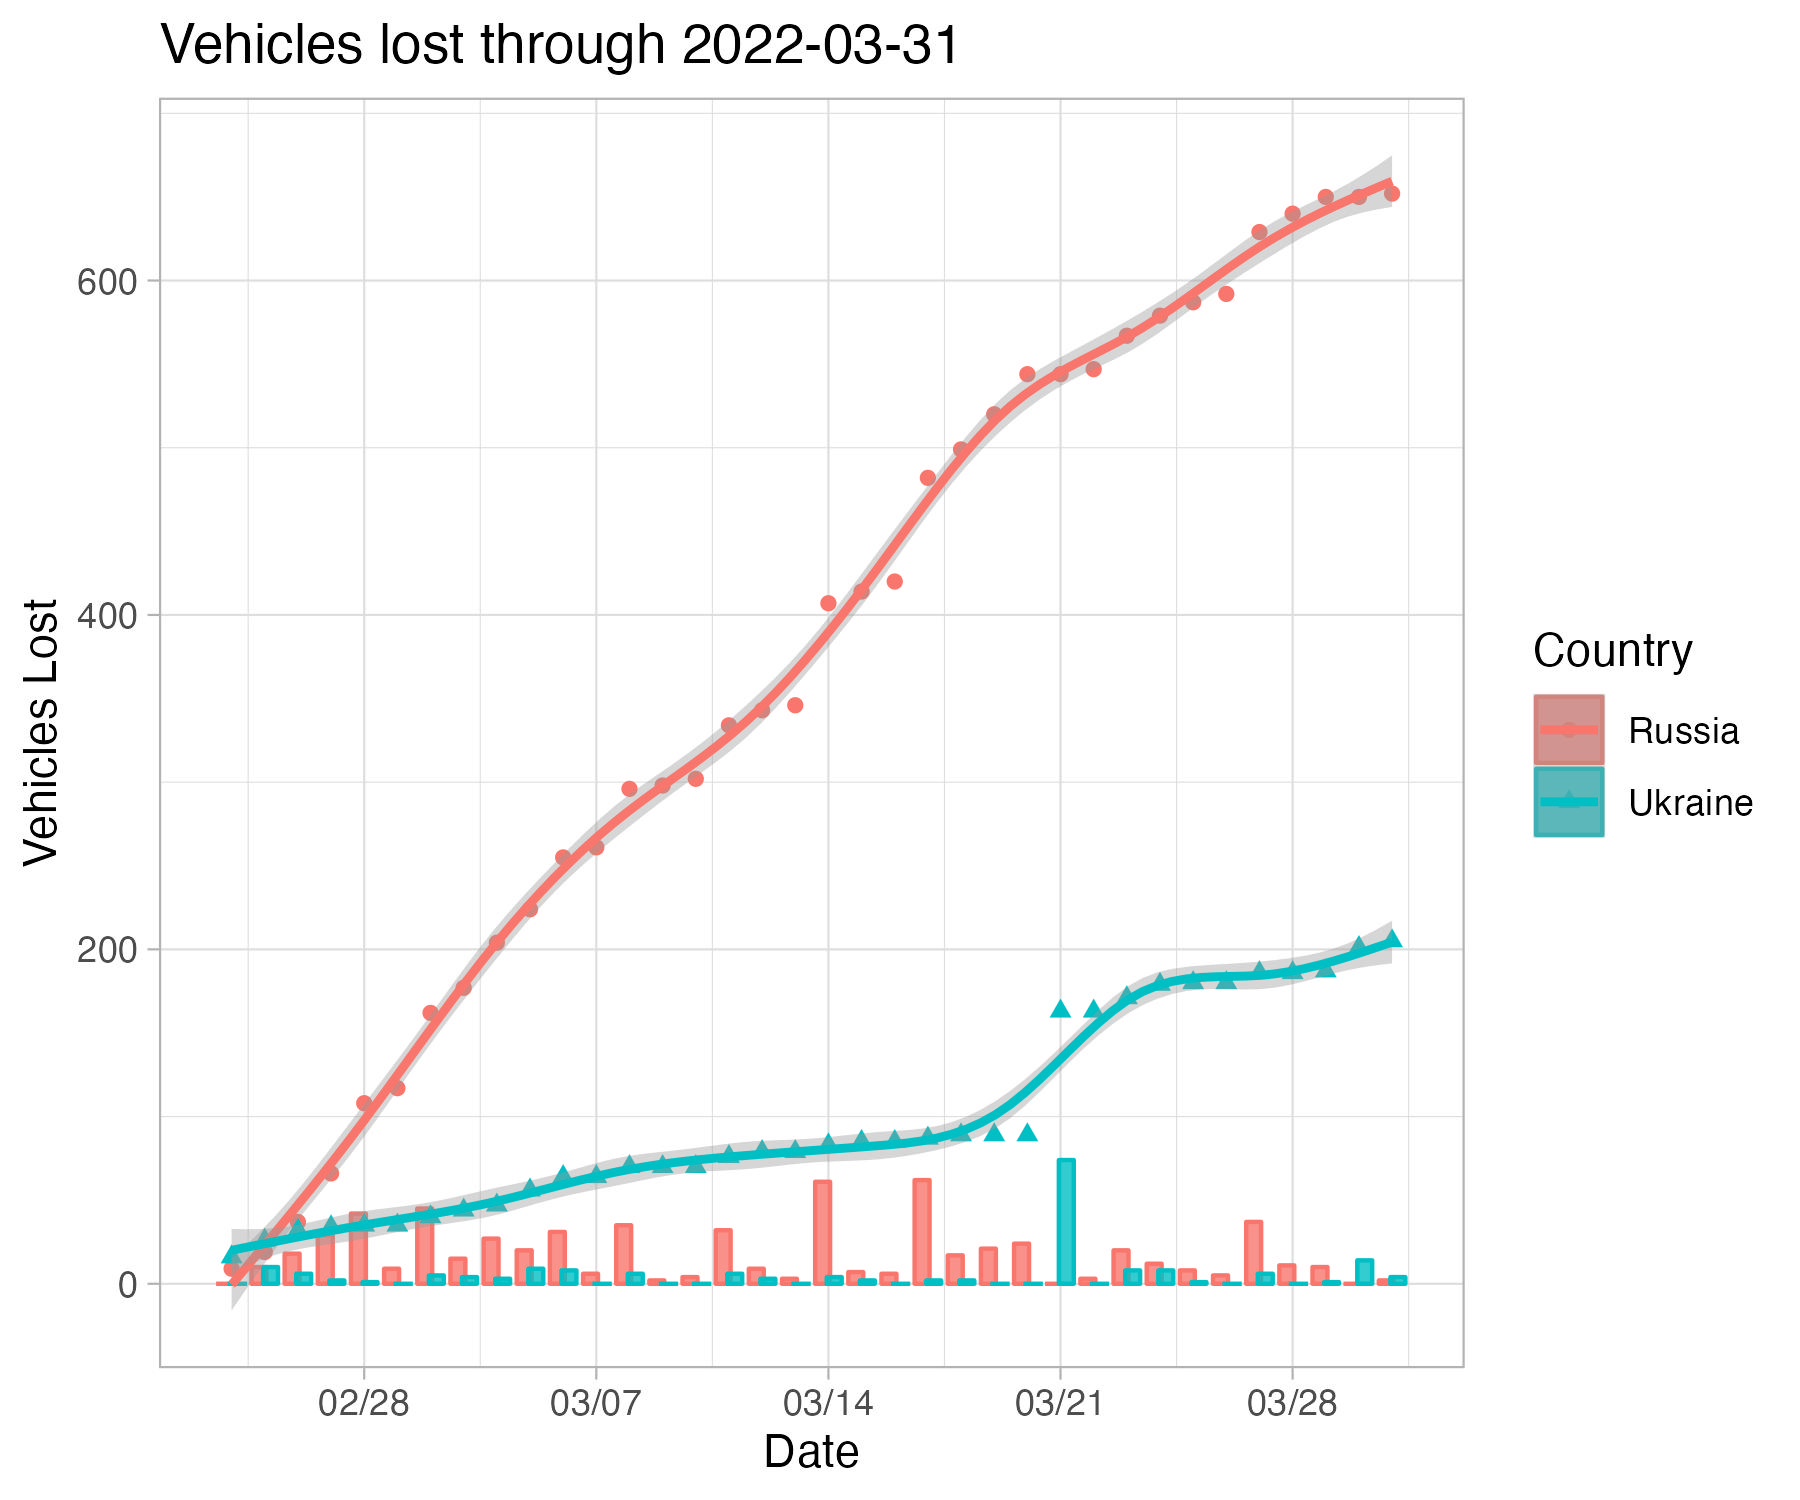 Vehicles lost through 2022-03-31
Vehicles Lost
600
400
200
0
02/28 03/07 03/14 03/21 03/28
Date
Country
Russia
Ukraine